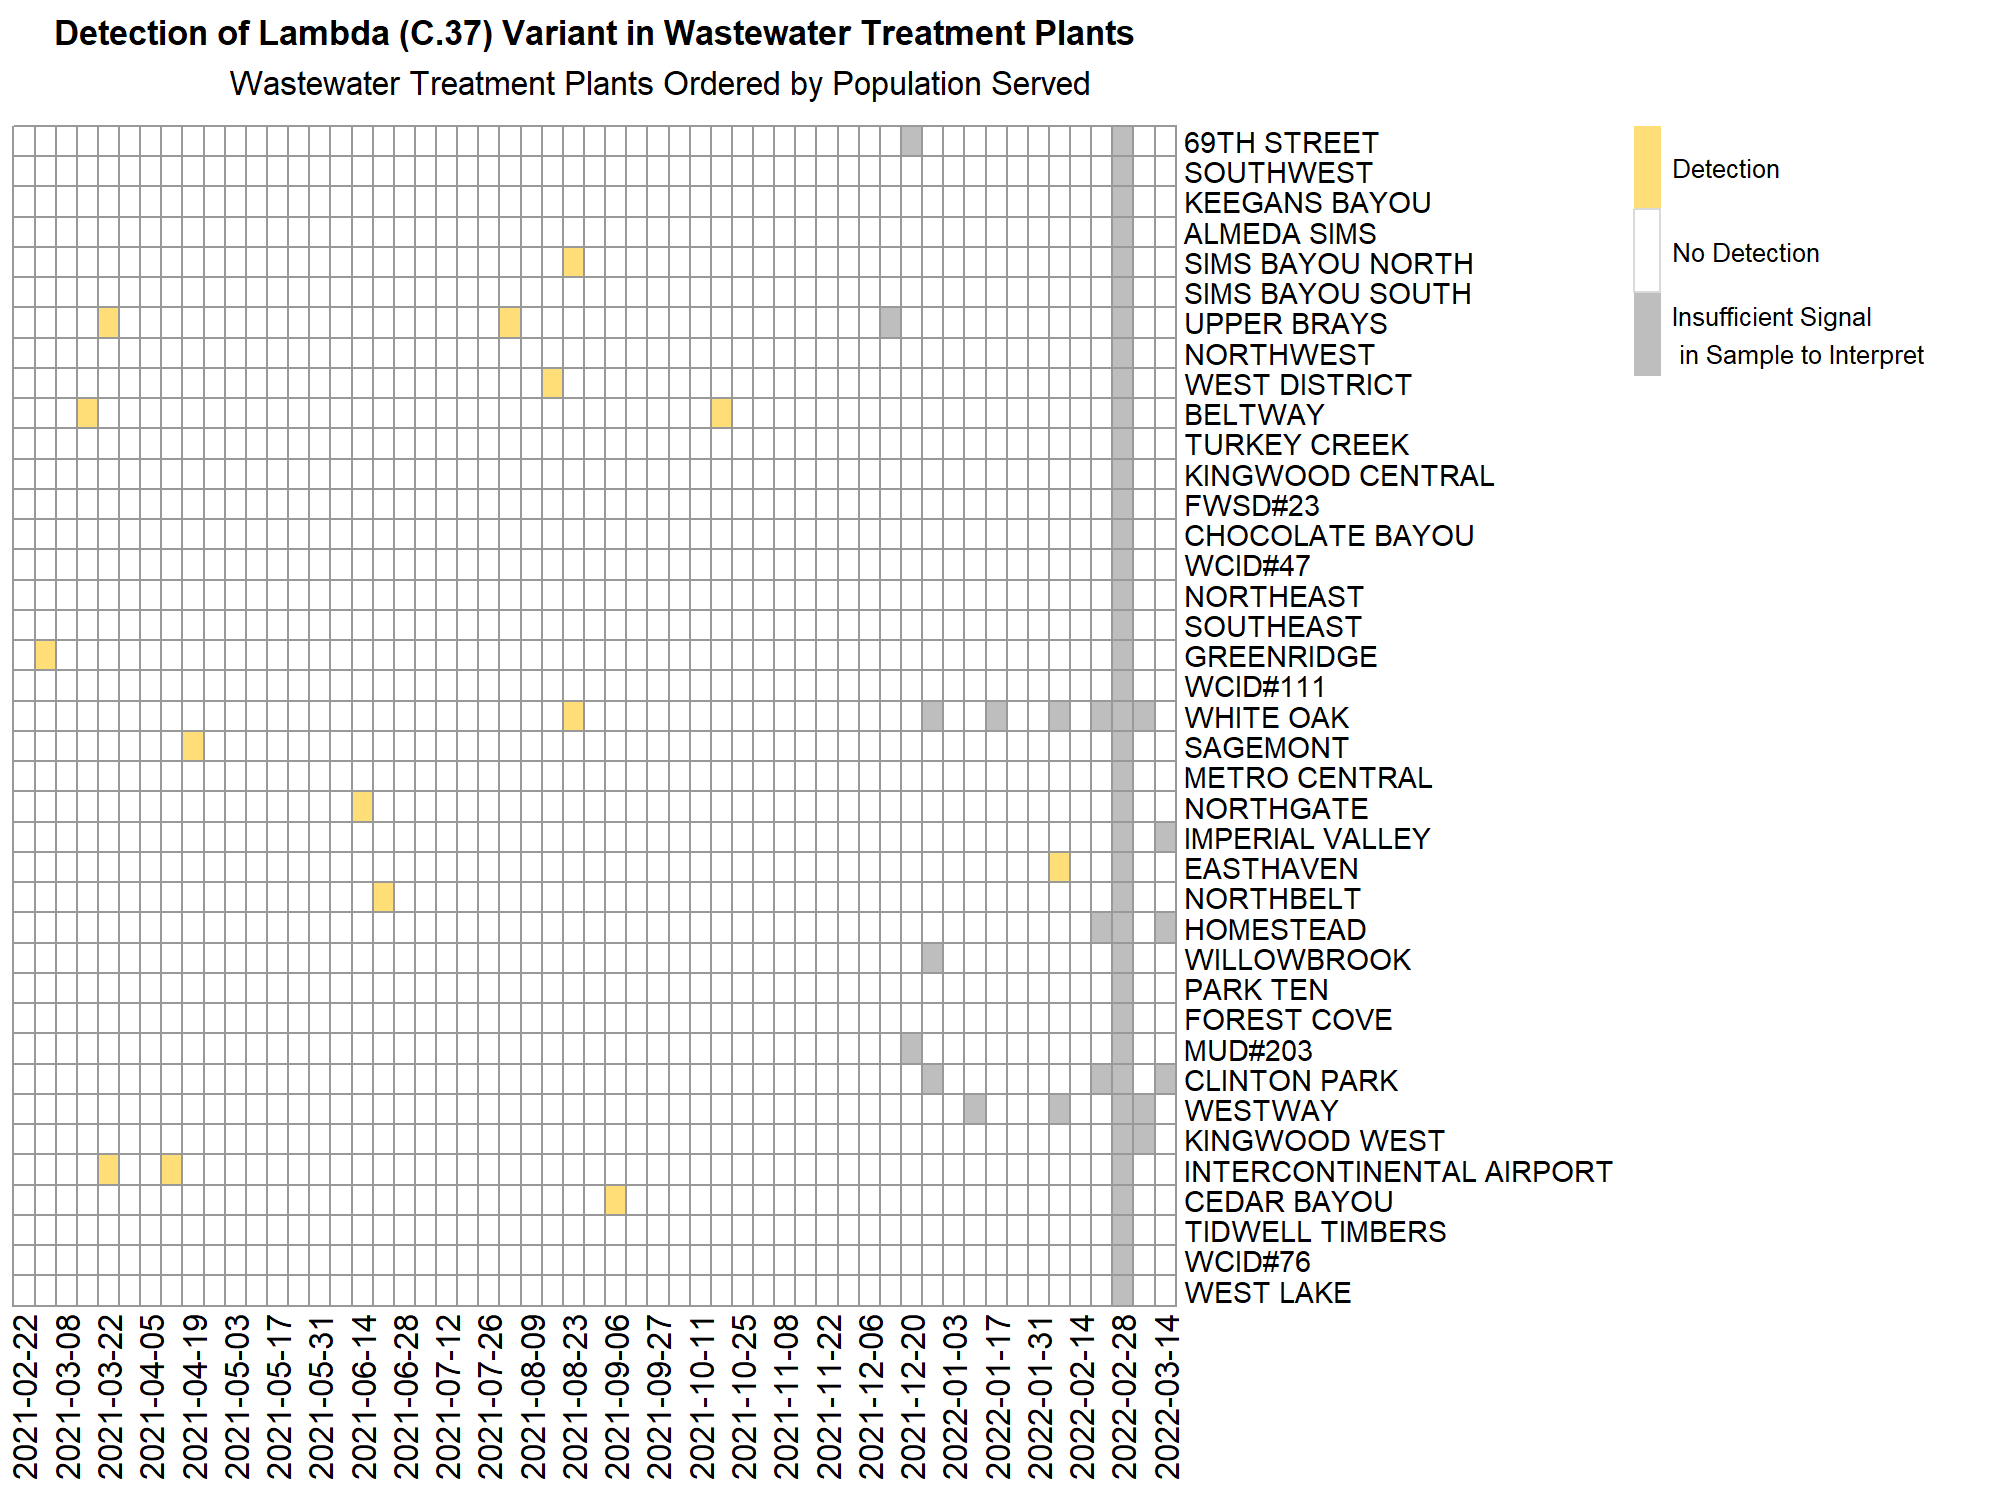 Detection of Lambda (C.37) Variant in Wastewater Treatment Plants
Wastewater Treatment Plants Ordered by Population Served
69TH STREET
SOUTHWEST
KEEGANS BAYOU
ALMEDA SIMS
SIMS BAYOU NORTH
SIMS BAYOU SOUTH
UPPER BRAYS
NORTHWEST
WEST DISTRICT
BELTWAY
TURKEY CREEK
KINGWOOD CENTRAL
FWSD#23
CHOCOLATE BAYOU
WCID#47
NORTHEAST
SOUTHEAST
GREENRIDGE
WCID#111
WHITE OAK
SAGEMONT
METRO CENTRAL
NORTHGATE
IMPERIAL VALLEY
EASTHAVEN
NORTHBELT
HOMESTEAD
WILLOWBROOK
PARK TEN
FOREST COVE
MUD#203
CLINTON PARK
WESTWAY
KINGWOOD WEST
INTERCONTINENTAL AIRPORT
CEDAR BAYOU
TIDWELL TIMBERS
WCID#76
WEST LAKE
Detection
No Detection
Insufficient Signal
in Sample to Interpret
2021-02-22
2021-03-08
2021-03-22
2021-04-05
2021-04-19
2021-05-03
2021-05-17
2021-05-31
2021-06-14
2021-06-28
2021-07-12
2021-07-26
2021-08-09
2021-08-23
2021-09-06
2021-09-27
2021-10-11
2021-10-25
2021-11-08
2021-11-22
2021-12-06
2021-12-20
2022-01-03
2022-01-17
2022-01-31
2022-02-14
2022-02-28
2022-03-14